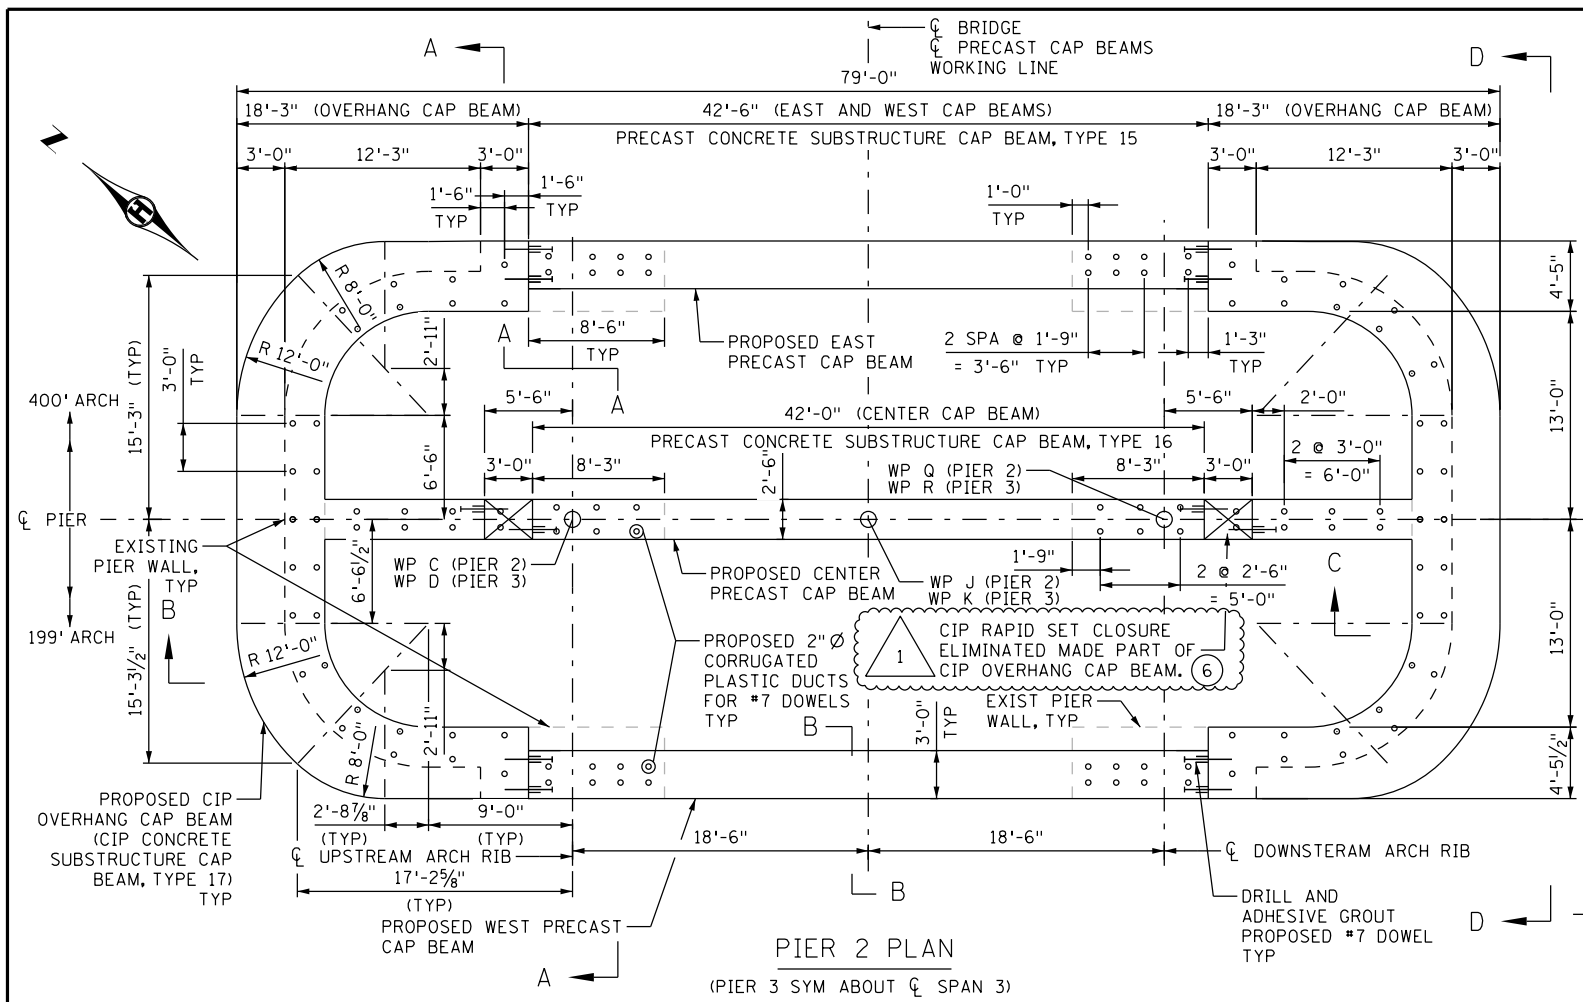 ℄ BRIDGE
℄ PRECAST CAP BEAMS
WORKING LINE
A
D
79'-0"
18'-3" (OVERHANG CAP BEAM)
42'-6" (EAST AND WEST CAP BEAMS)
18'-3" (OVERHANG CAP BEAM)
PRECAST CONCRETE SUBSTRUCTURE CAP BEAM, TYPE 15
3'-0"
12'-3"
3'-0"
3'-0"
12'-3"
3'-0"
1'-6"
TYP
1'-6"
TYP
1'-0"
TYP
N
H
R 8'-0"
R 12'-0"
2'-11"
4'-5"
15'-3" (TYP)
3'-0"
TYP
A
8'-6"
TYP
PROPOSED EAST
PRECAST CAP BEAM
2 SPA @ 1'-9"
= 3'-6" TYP
1'-3"
TYP
13'-0"
400' ARCH
5'-6"
A
42'-0" (CENTER CAP BEAM)
5'-6"
2'-0"
PRECAST CONCRETE SUBSTRUCTURE CAP BEAM, TYPE 16
6'-6"
3'-0"
8'-3"
2'-6"
WP Q (PIER 2)
WP R (PIER 3)
8'-3"
3'-0"
2 @ 3'-0"
= 6'-0"
℄ PIER
EXISTING
PIER WALL,
TYP
6'-6½"
WP C (PIER 2)
WP D (PIER 3)
PROPOSED CENTER
PRECAST CAP BEAM
WP J (PIER 2)
WP K (PIER 3)
1'-9"
2 @ 2'-6"
= 5'-0"
C
B
199' ARCH
15'-3½" (TYP)
R 12'-0"
13'-0"
PROPOSED 2" Ø
CORRUGATED
PLASTIC DUCTS
FOR #7 DOWELS
TYP
1
CIP RAPID SET CLOSURE
ELIMINATED MADE PART OF
CIP OVERHANG CAP BEAM.
6
EXIST PIER
WALL, TYP
B
3'-0"
TYP
2'-11"
R 8'-0"
4'-5½"
PROPOSED CIP
OVERHANG CAP BEAM
(CIP CONCRETE
SUBSTRUCTURE CAP
BEAM, TYPE 17)
TYP
2'-8⅞"
(TYP)
9'-0"
(TYP)
18'-6"
18'-6"
℄ UPSTREAM ARCH RIB
℄ DOWNSTERAM ARCH RIB
17'-2⅝"
(TYP)
B
PROPOSED WEST PRECAST
CAP BEAM
DRILL AND
ADHESIVE GROUT
PROPOSED #7 DOWEL
TYP
D
A
PIER 2 PLAN
(PIER 3 SYM ABOUT ℄ SPAN 3)